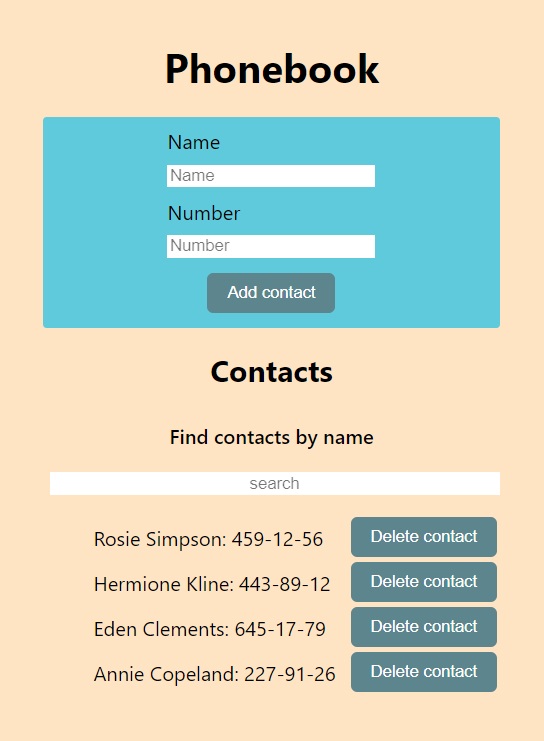 Phonebook
Name
Name
Number
Number
Add contact
Contacts
Find contacts by name
search
Rosie Simpson: 459-12-56 Delete contact
Hermione Kline: 443-89-12 Delete contact
Eden Clements: 645-17-79 Delete contact
Annie Copeland: 227-91-26 Delete contact